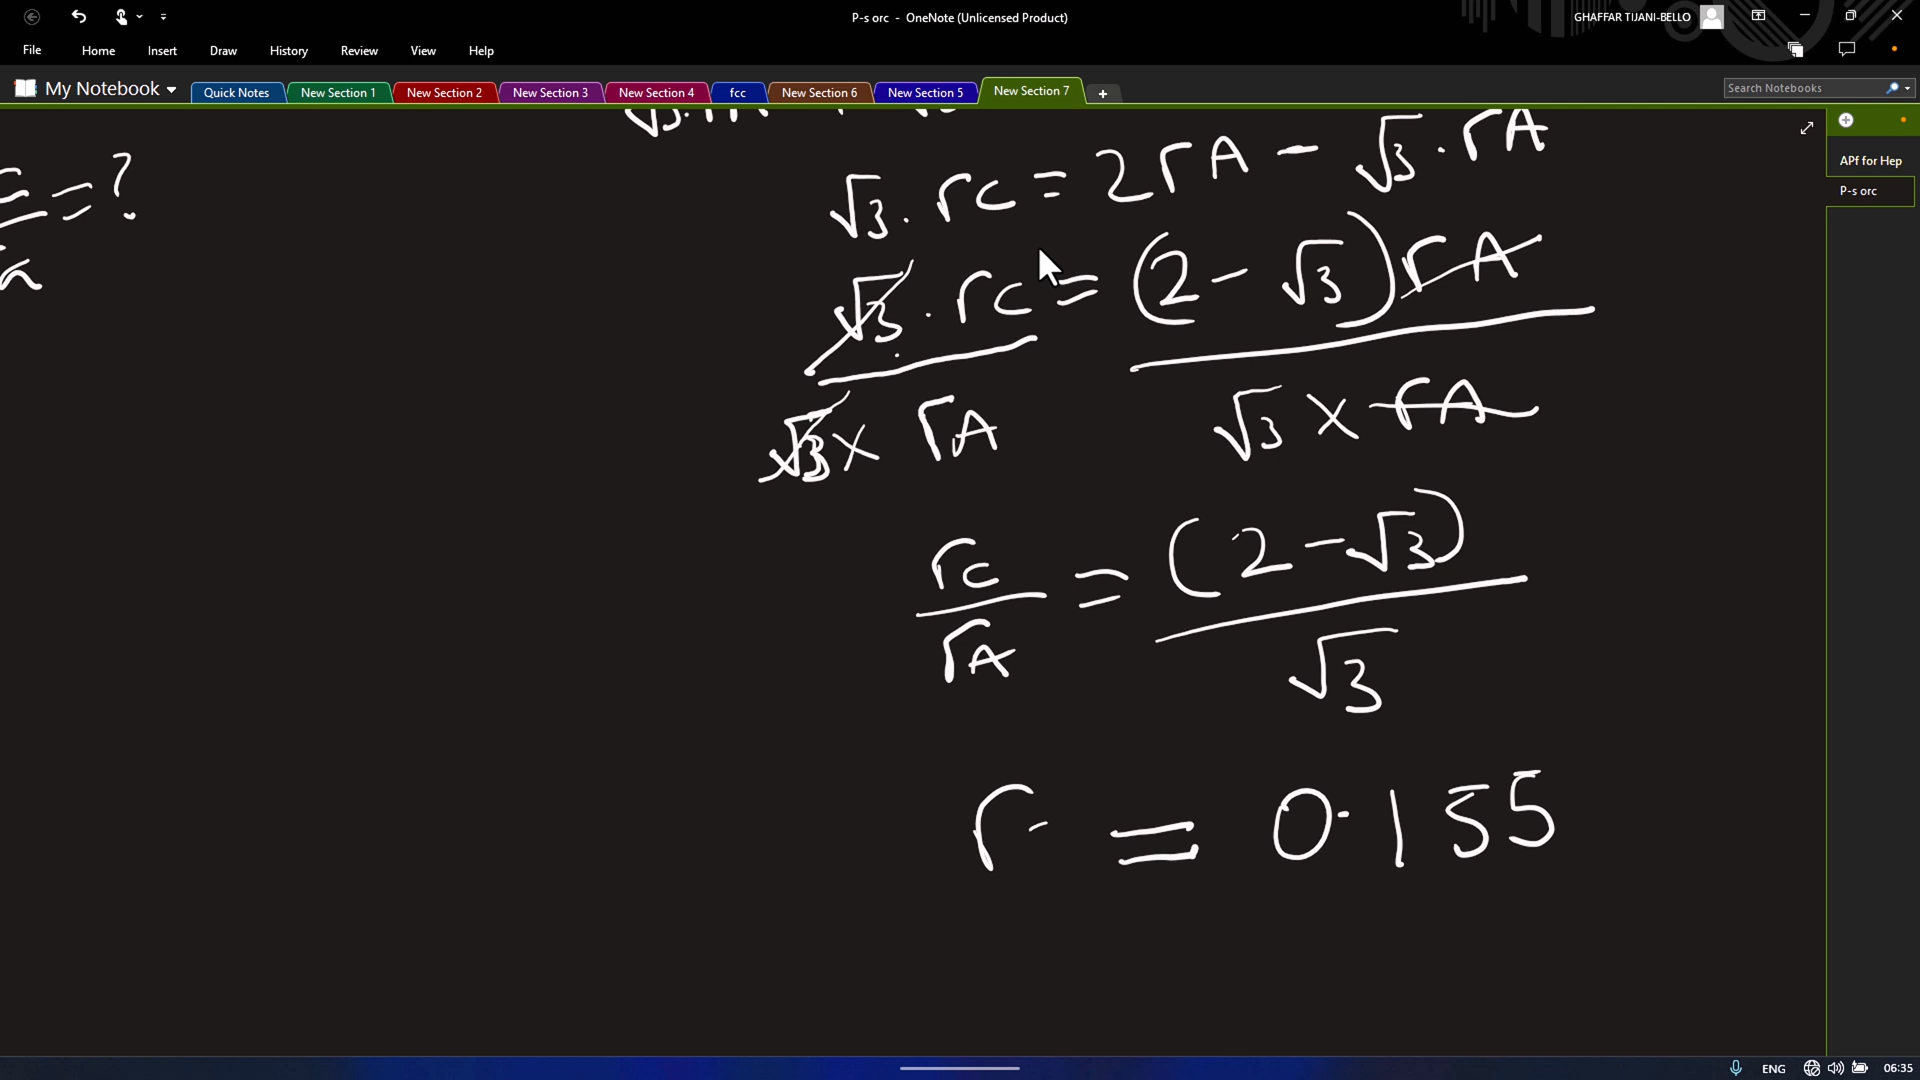 P-s orc - OneNote (Unlicensed Product)
GHAFFAR TIJANI-BELLO
File Home Insert Draw History Review View Help
My Notebook Quick Notes New Section 1 New Section 2 New Section 3 New Section 4 fcc New Section 6 New Section 5 New Section 7 +
Search Notebooks
APf for Hep
P-s orc
= ?
√3 . rc = 2rA - √3 . rA
√3 . rc = (2 - √3) rA
√3 x rA √3 x rA
rc = (2 - √3)
rA √3
r = 0.155
ENG 06:35